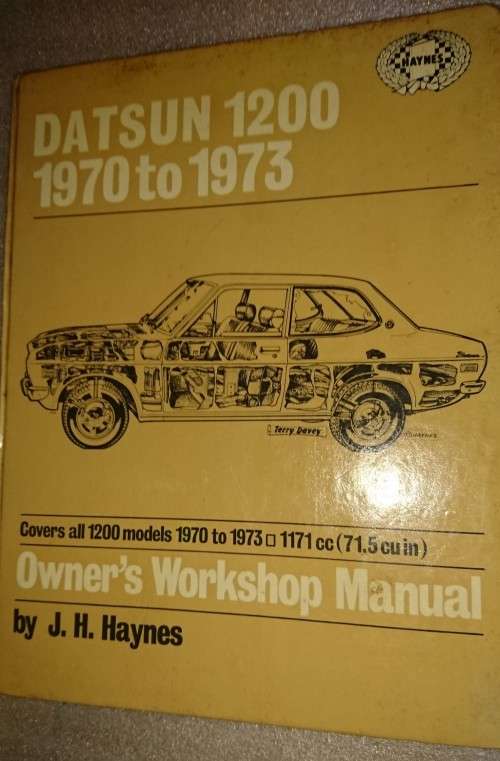 HAYNES
DATSUN 1200
1970 to 1973
Terry Davey
Covers all 1200 models 1970 to 1973 □ 1171 cc (71.5 cu in)
Owner's Workshop Manual
by J. H. Haynes